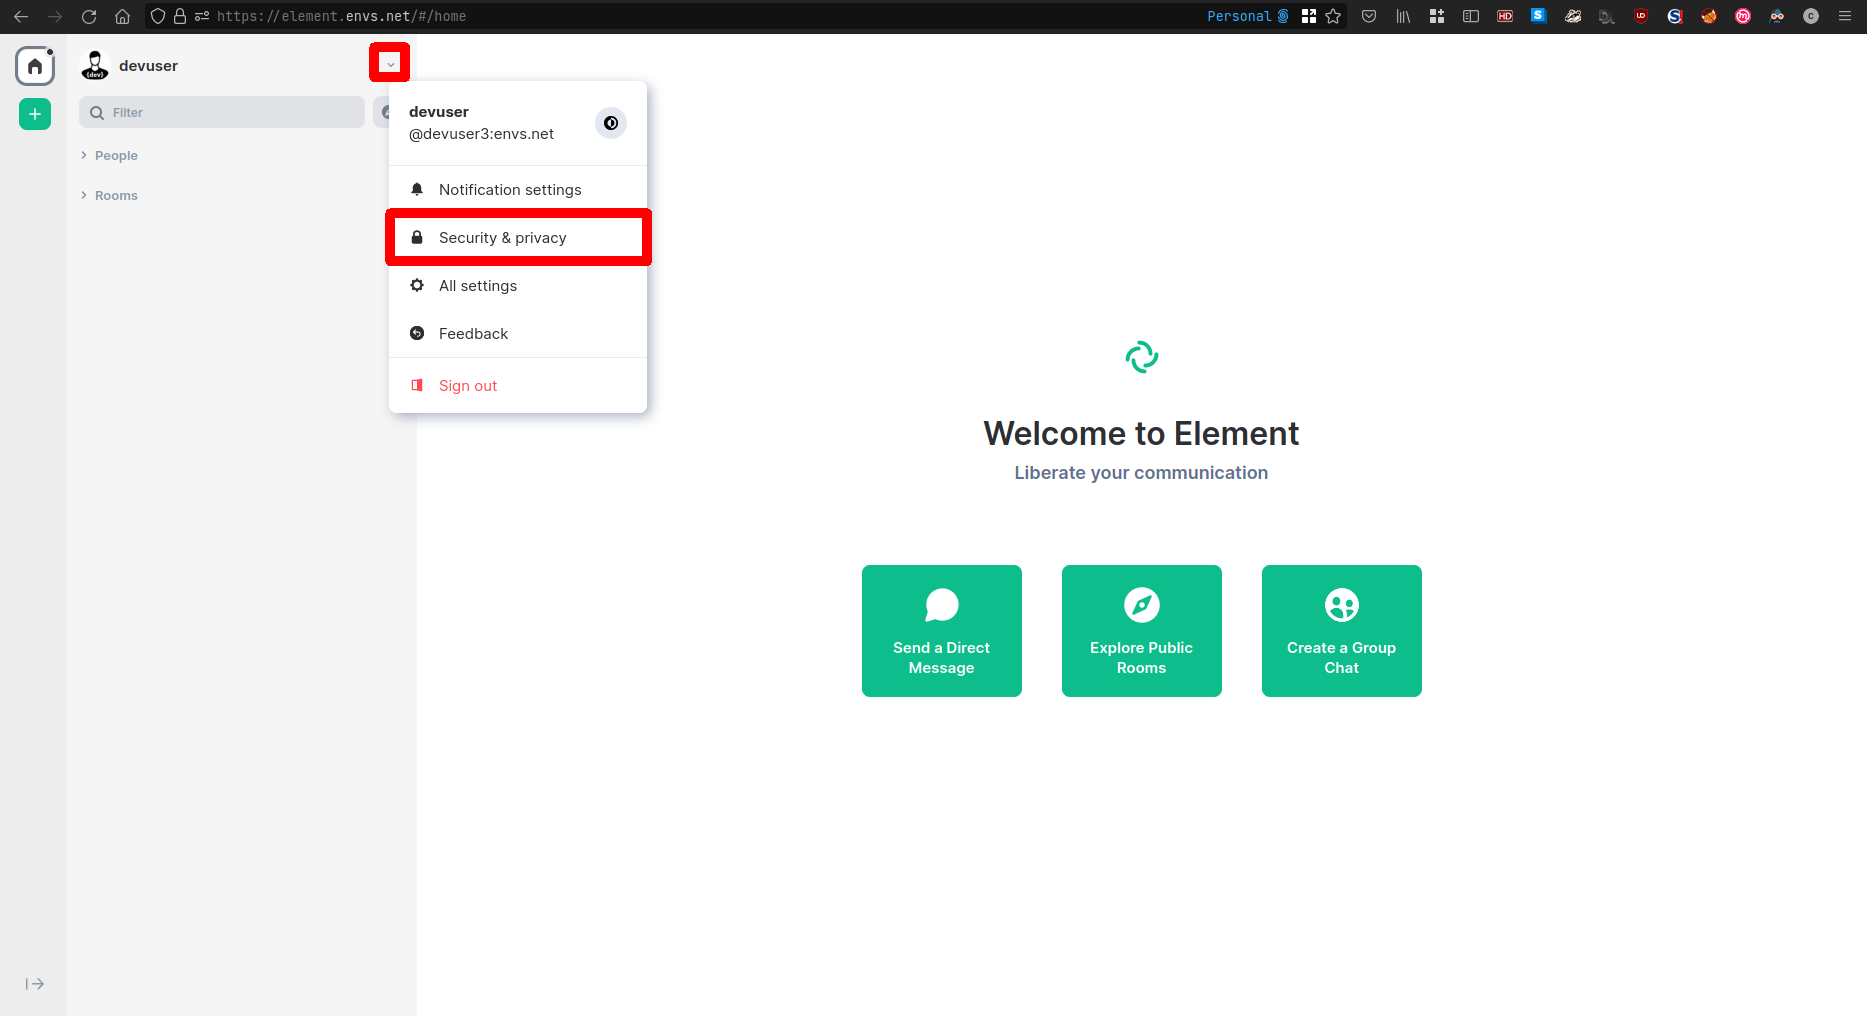 https://element.envs.net/#/home
Personal
HD
S
S
m
C
devuser
{dev}
Filter
People
Rooms
devuser
@devuser3:envs.net
Notification settings
Security & privacy
All settings
Feedback
Sign out
Welcome to Element
Liberate your communication
Send a Direct
Message
Explore Public
Rooms
Create a Group
Chat